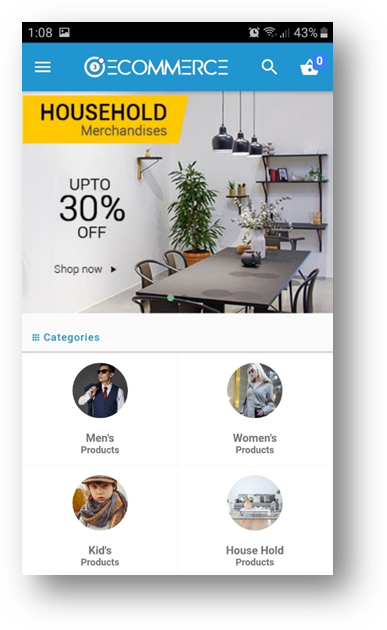 1:08
43%
ECOMMERCE
0
HOUSEHOLD
Merchandises
UPTO
30%
OFF
Shop now
Categories
Men's
Products
Women's
Products
Kid's
Products
House Hold
Products